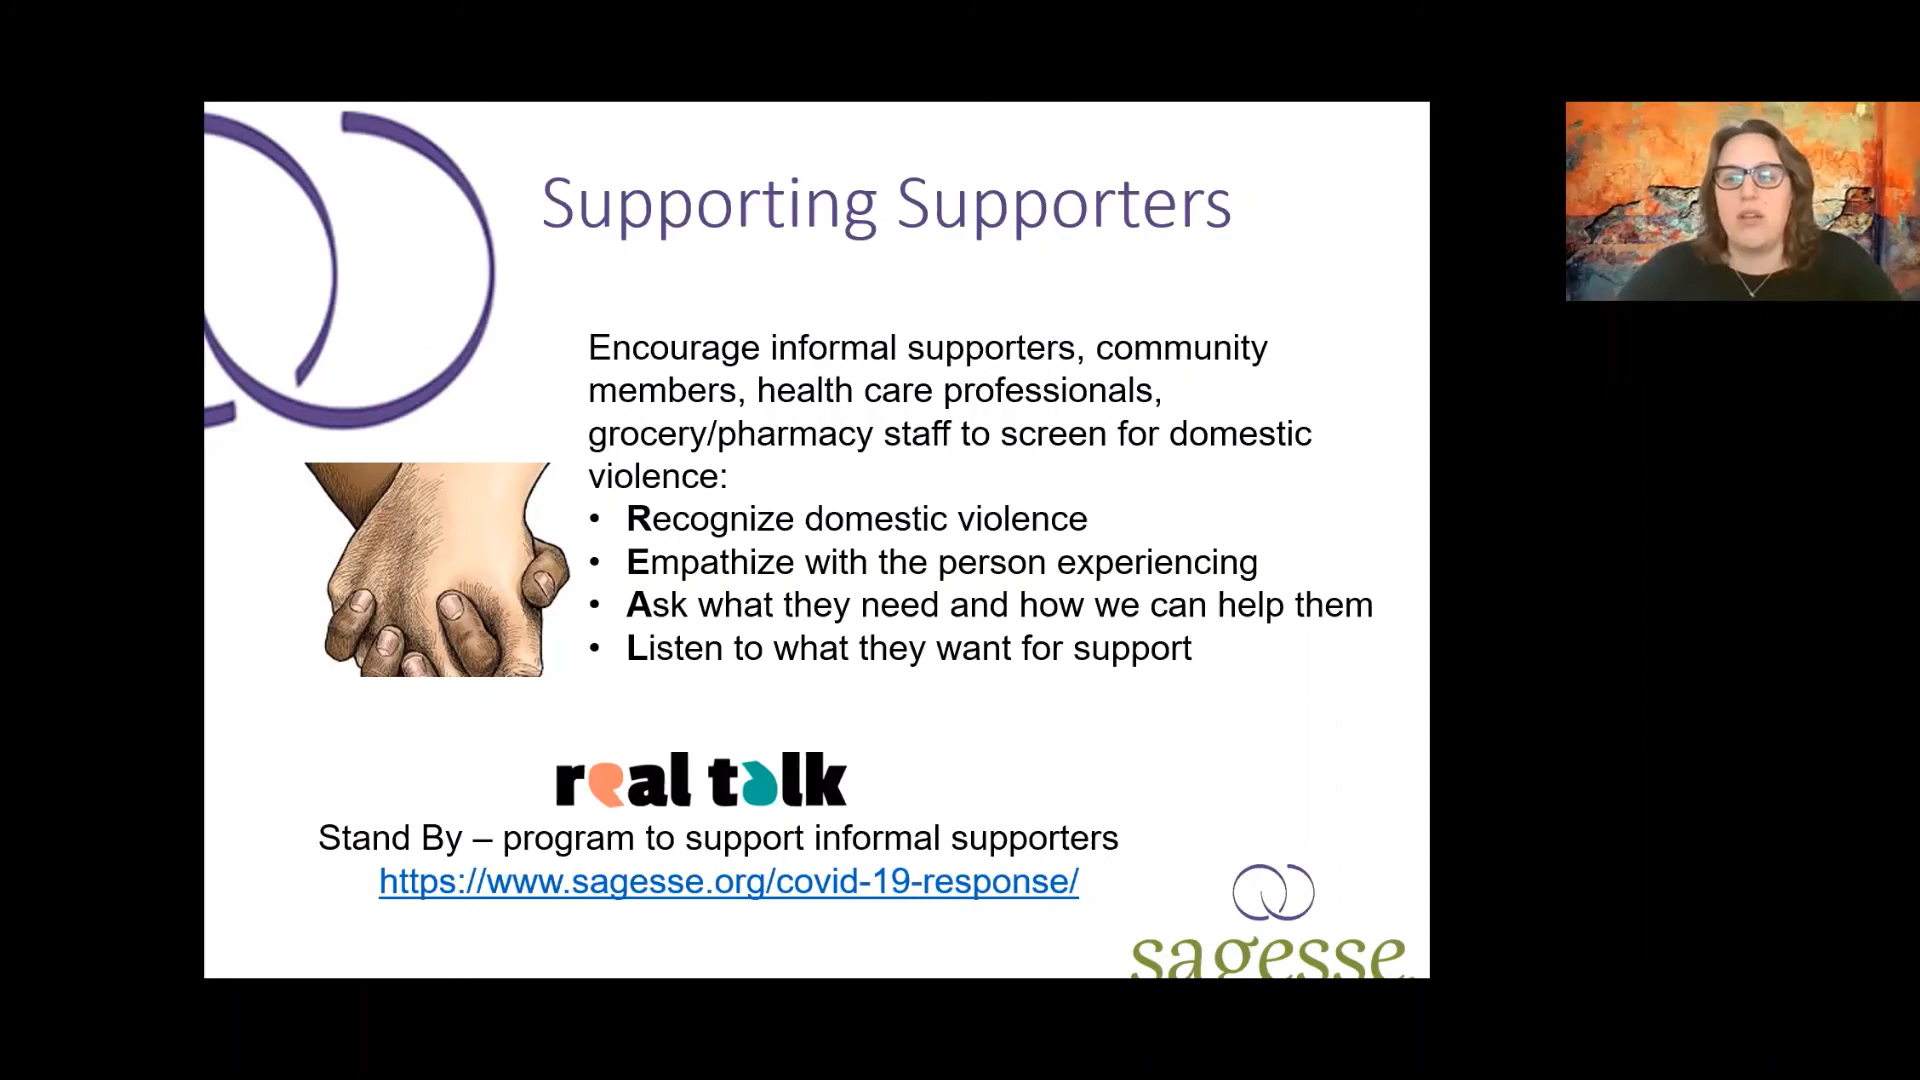 Supporting Supporters
Encourage informal supporters, community
members, health care professionals,
grocery/pharmacy staff to screen for domestic
violence:
• Recognize domestic violence
• Empathize with the person experiencing
• Ask what they need and how we can help them
• Listen to what they want for support
real talk
Stand By – program to support informal supporters
https://www.sagesse.org/covid-19-response/
sagesse